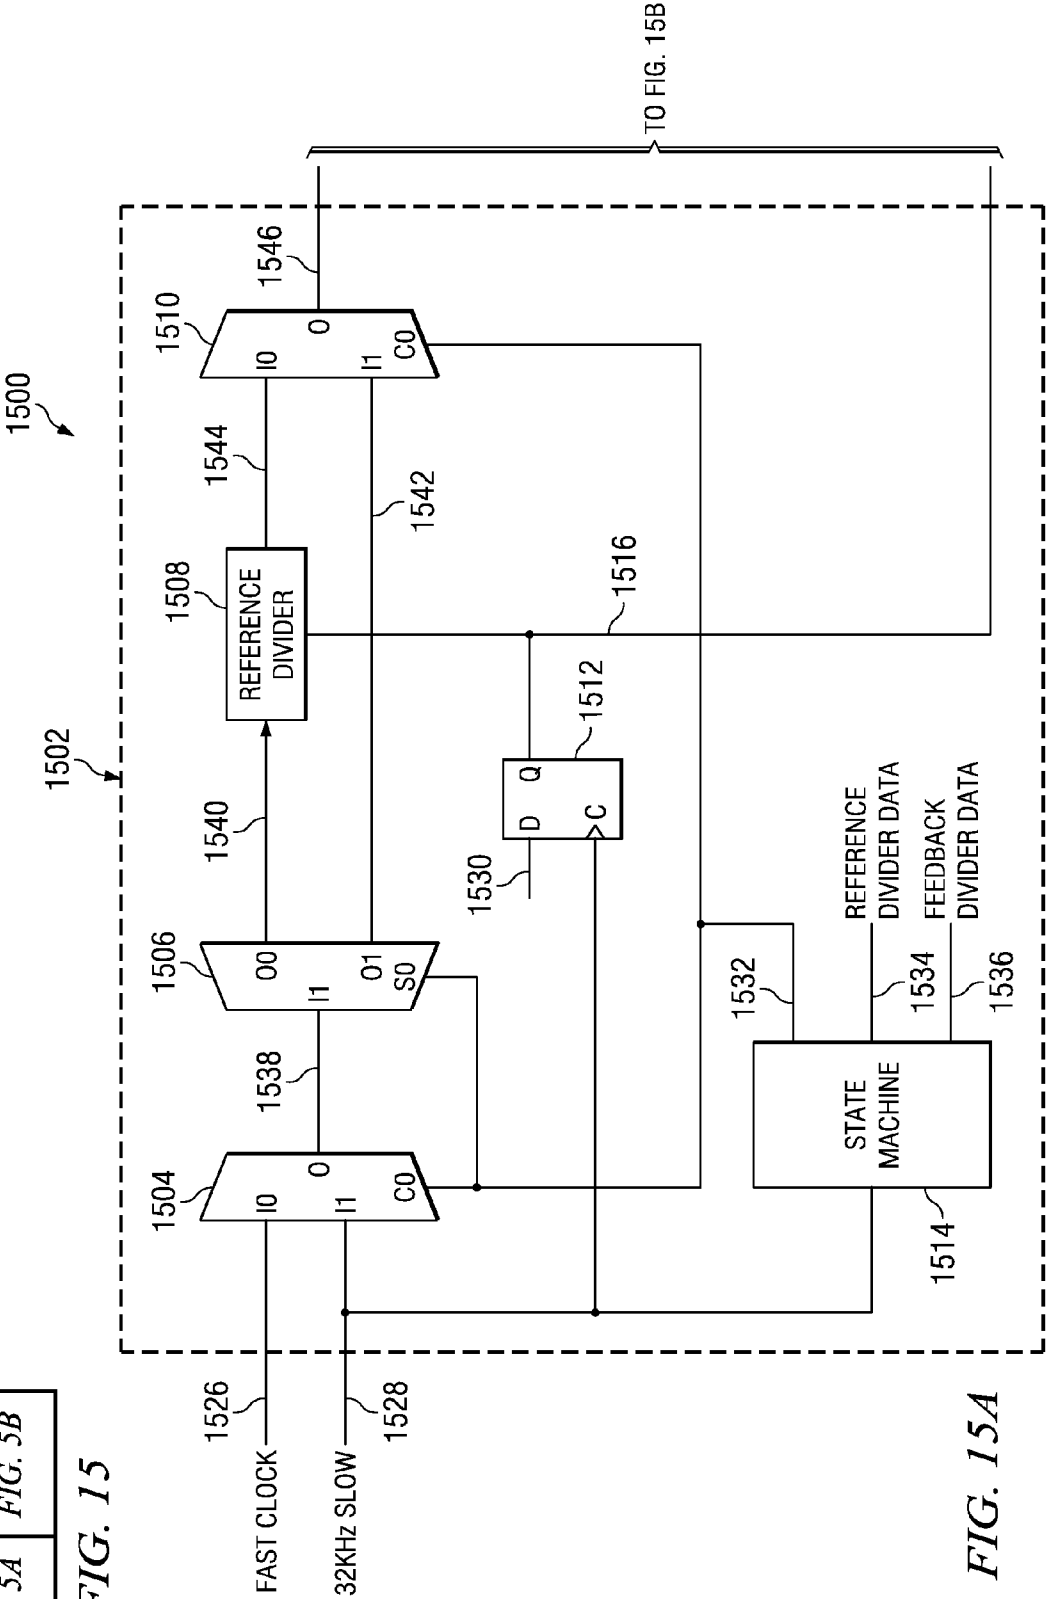 5A FIG. 5B
FIG. 15
1500
1502
1504
1506
1508
1510
FAST CLOCK
1526
32KHz SLOW
1528
I0
I1
O
C0
1538
I1
O0
O1
S0
1540
REFERENCE
DIVIDER
1544
1542
I0
I1
O
C0
1546
TO FIG. 15B
1530
D
Q
C
1512
1516
STATE
MACHINE
1514
1532
1534
1536
REFERENCE
DIVIDER DATA
FEEDBACK
DIVIDER DATA
FIG. 15A